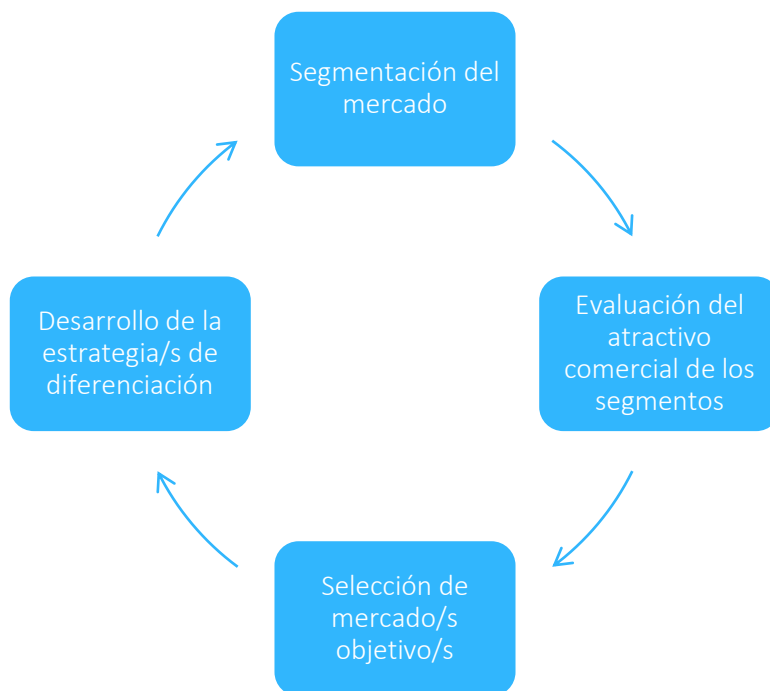 Segmentación del
mercado
Evaluación del
atractivo
comercial de los
segmentos
Selección de
mercado/s
objetivo/s
Desarrollo de la
estrategia/s de
diferenciación